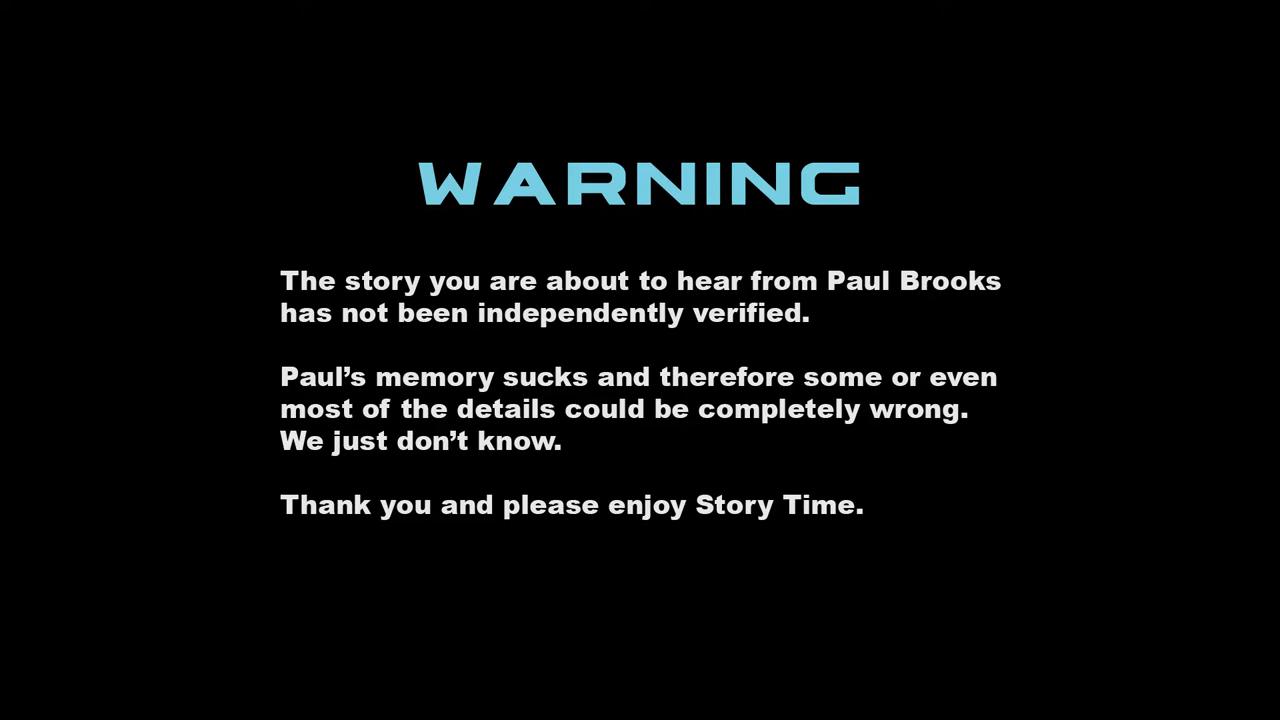 WARNING
The story you are about to hear from Paul Brooks
has not been independently verified.
Paul’s memory sucks and therefore some or even
most of the details could be completely wrong.
We just don’t know.
Thank you and please enjoy Story Time.